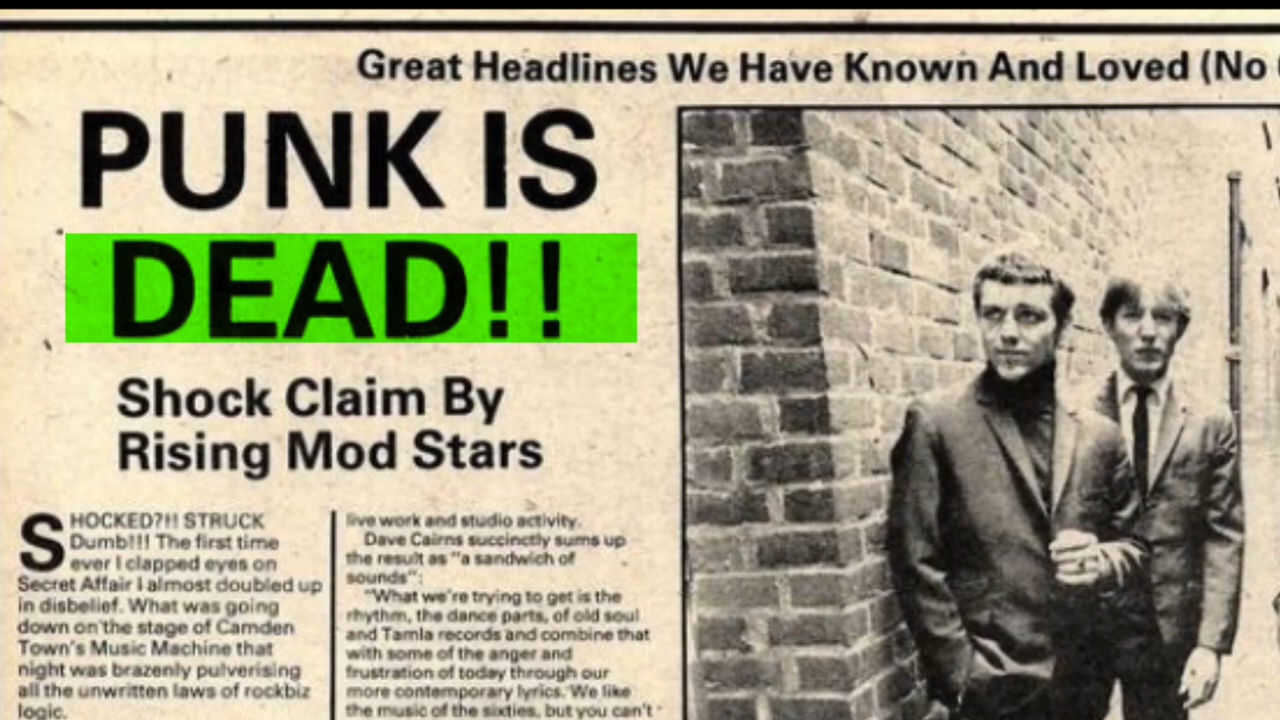 Great Headlines We Have Known And Loved (No
PUNK IS
DEAD!!
Shock Claim By
Rising Mod Stars
SHOCKED?!! STRUCK
Dumb!!! The first time
ever I clapped eyes on
Secret Affair I almost doubled up
in disbelief. What was going
down on the stage of Camden
Town's Music Machine that
night was brazenly pulverising
all the unwritten laws of rockbiz
logic.
live work and studio activity.
Dave Cairns succinctly sums up
the result as "a sandwich of
sounds":
"What we're trying to get is the
rhythm, the dance parts, of old soul
and Tamla records and combine that
with some of the anger and
frustration of today through our
more contemporary lyrics. We like
the music of the sixties, but you can't